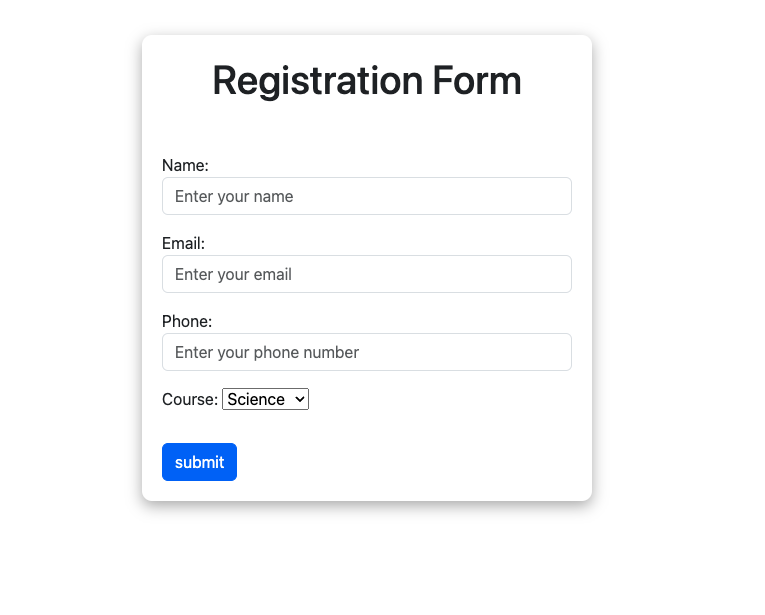 Registration Form
Name:
Enter your name
Email:
Enter your email
Phone:
Enter your phone number
Course: Science
submit